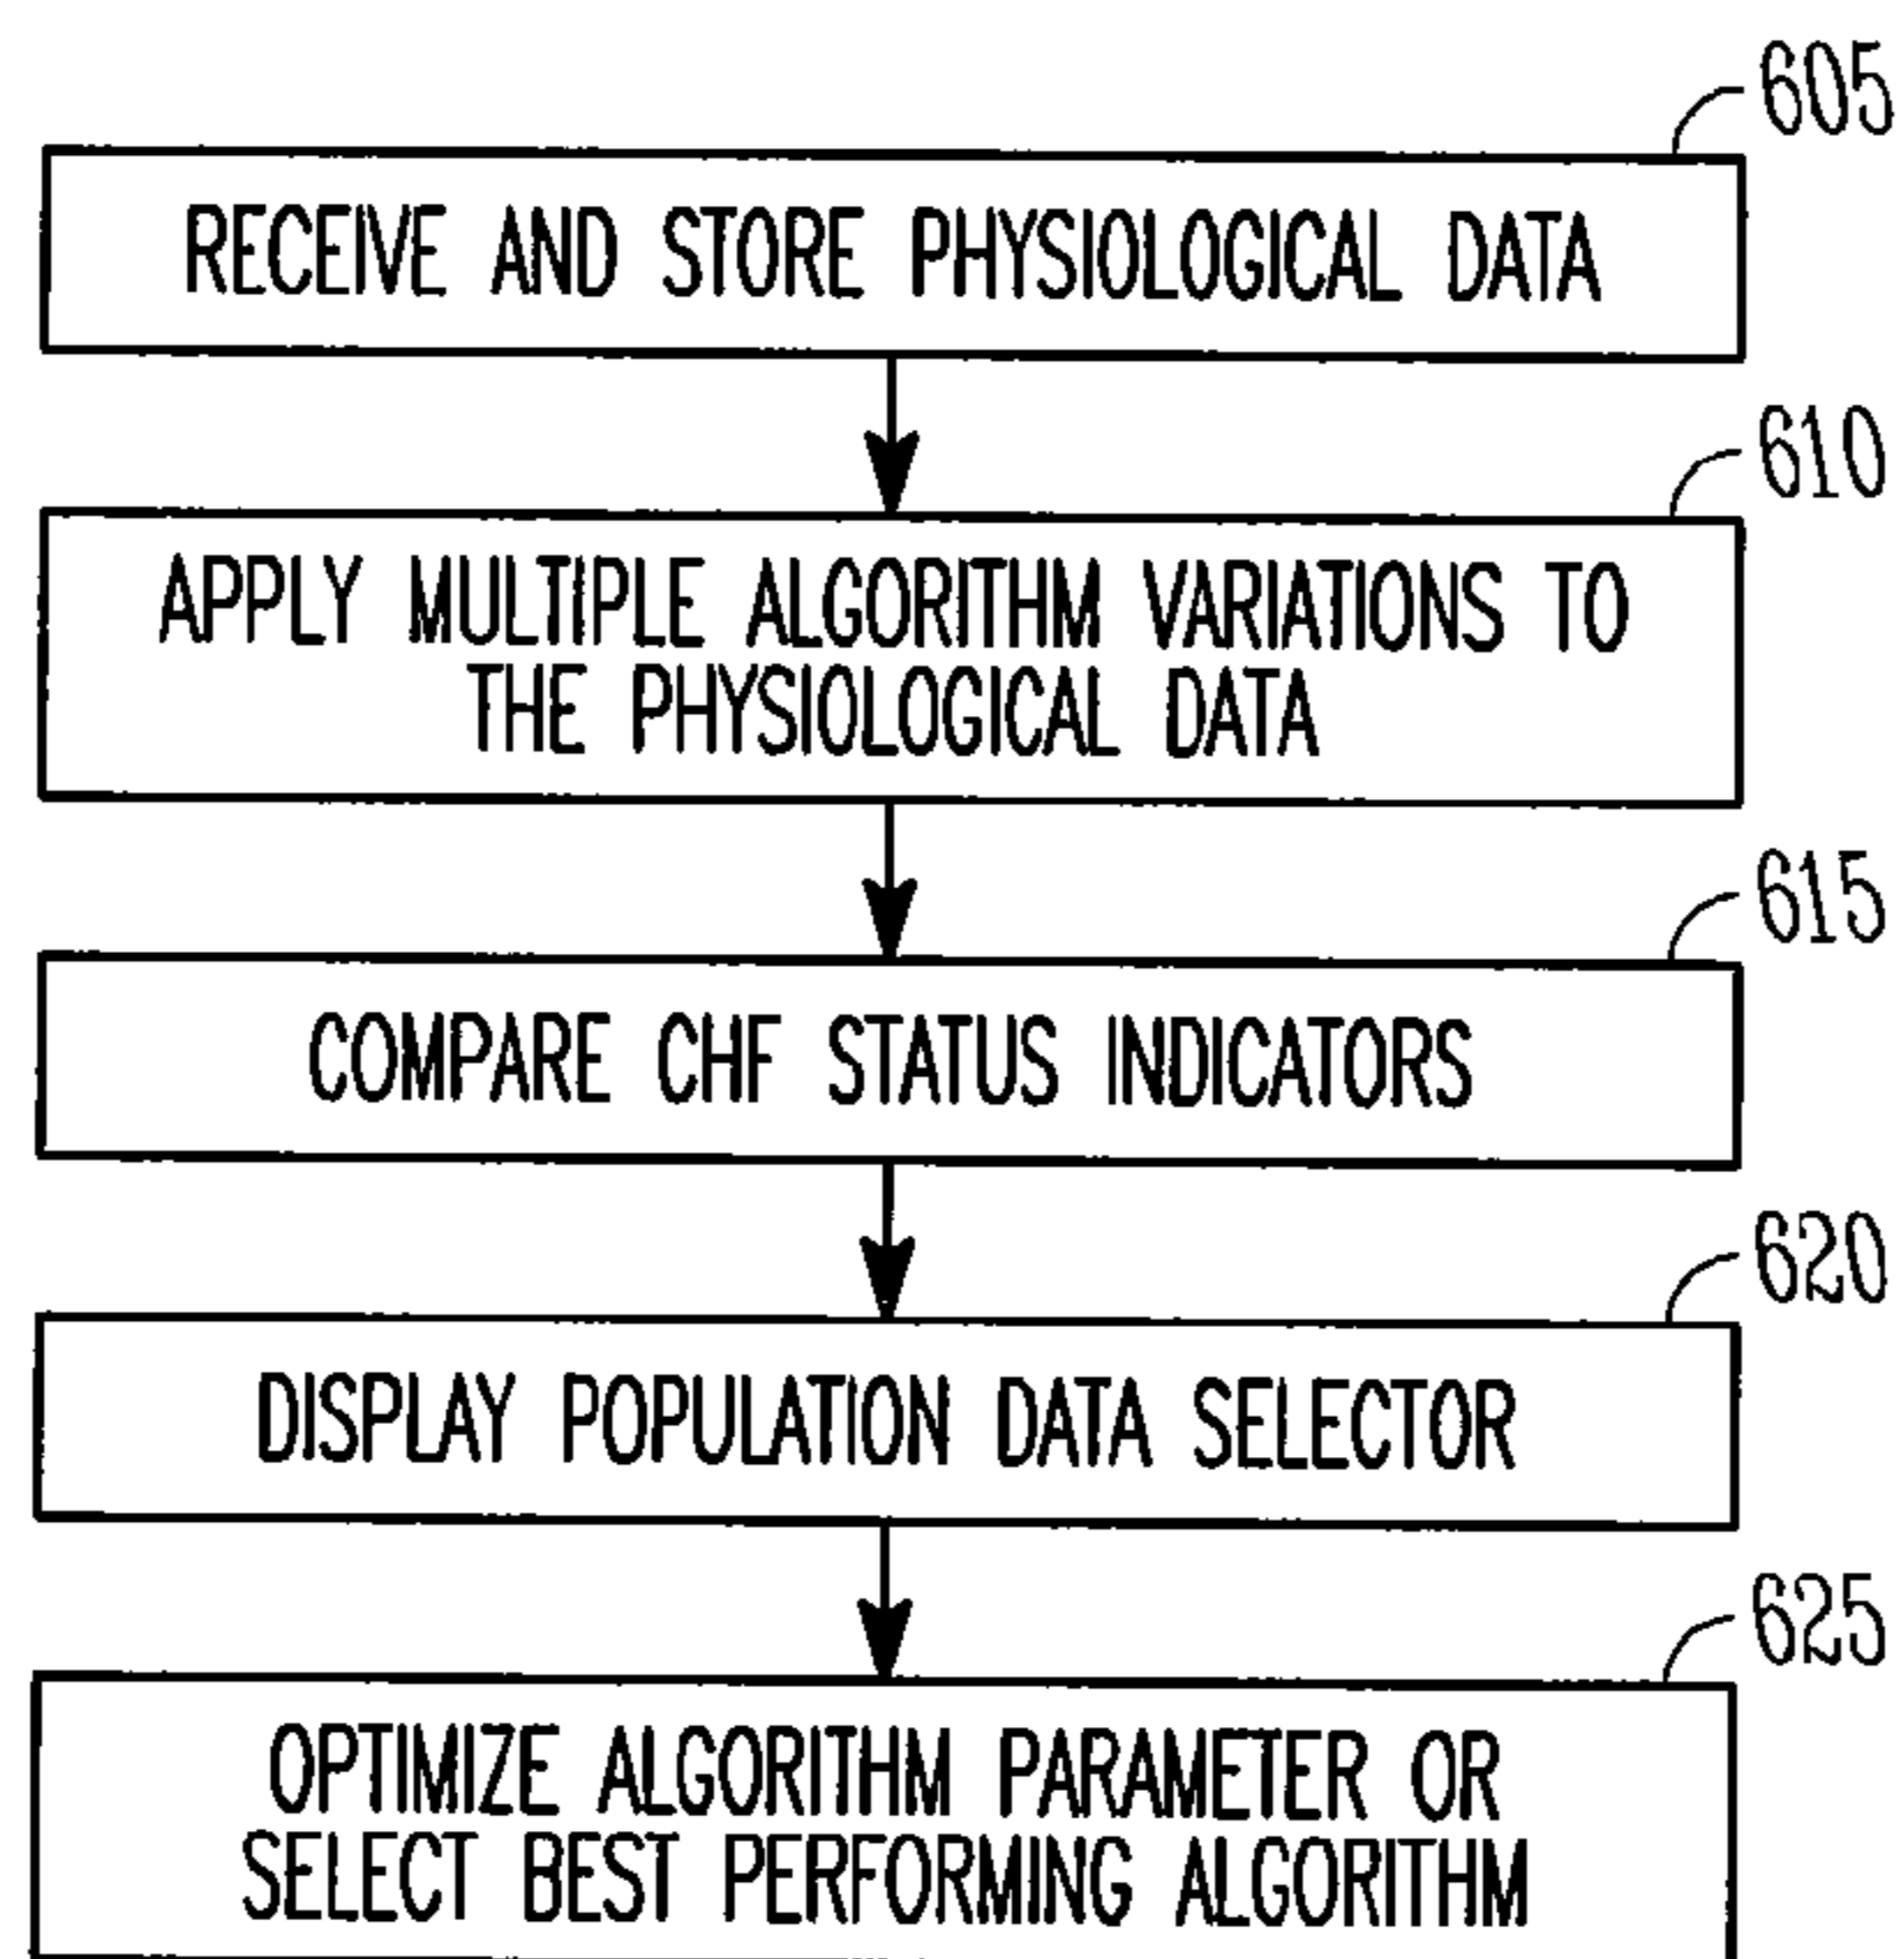 605
RECEIVE AND STORE PHYSIOLOGICAL DATA
610
APPLY MULTIPLE ALGORITHM VARIATIONS TO
THE PHYSIOLOGICAL DATA
615
COMPARE CHF STATUS INDICATORS
620
DISPLAY POPULATION DATA SELECTOR
625
OPTIMIZE ALGORITHM PARAMETER OR
SELECT BEST PERFORMING ALGORITHM